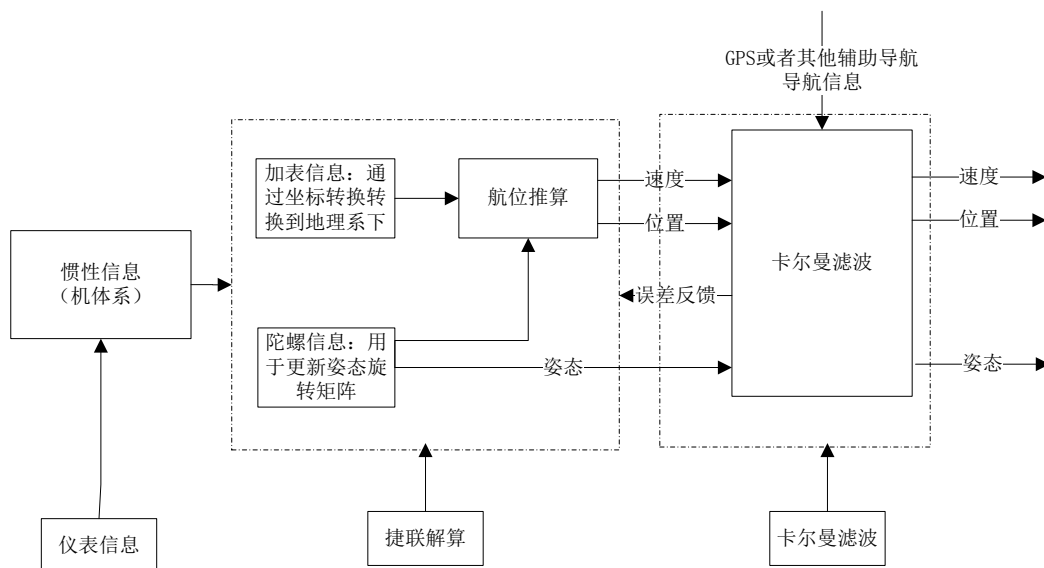 GPS或者其他辅助导航
导航信息
加表信息：通
过坐标转换转
换到地理系下
航位推算
速度
位置
速度
位置
卡尔曼滤波
惯性信息
（机体系）
误差反馈
陀螺信息：用
于更新姿态旋
转矩阵
姿态
姿态
仪表信息
捷联解算
卡尔曼滤波